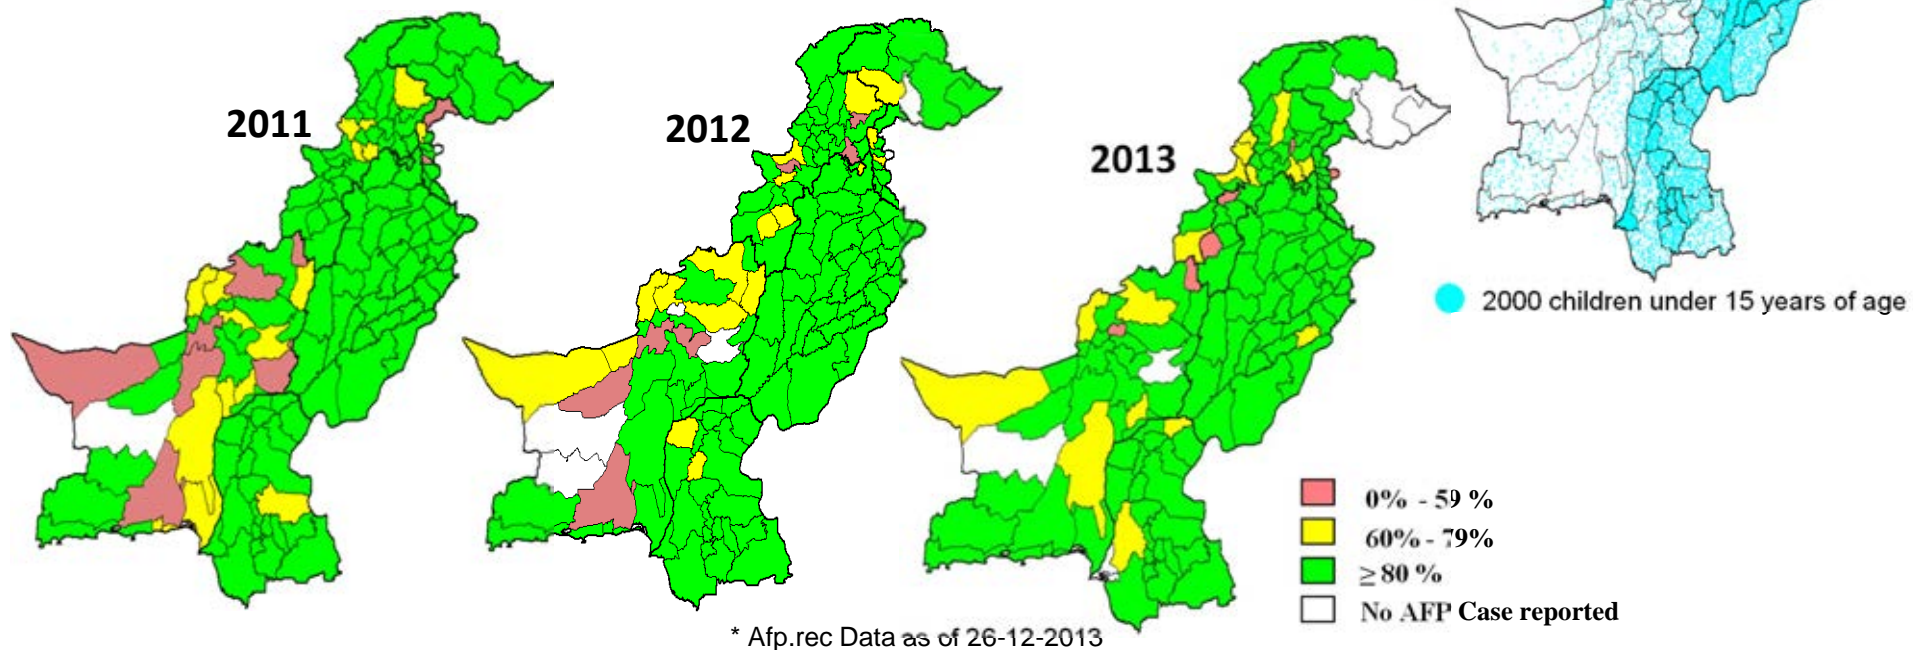 2011
2012
2013
2000 children under 15 years of age
0% - 59 %
60% - 79%
≥ 80 %
No AFP Case reported
* Afp.rec Data as of 26-12-2013